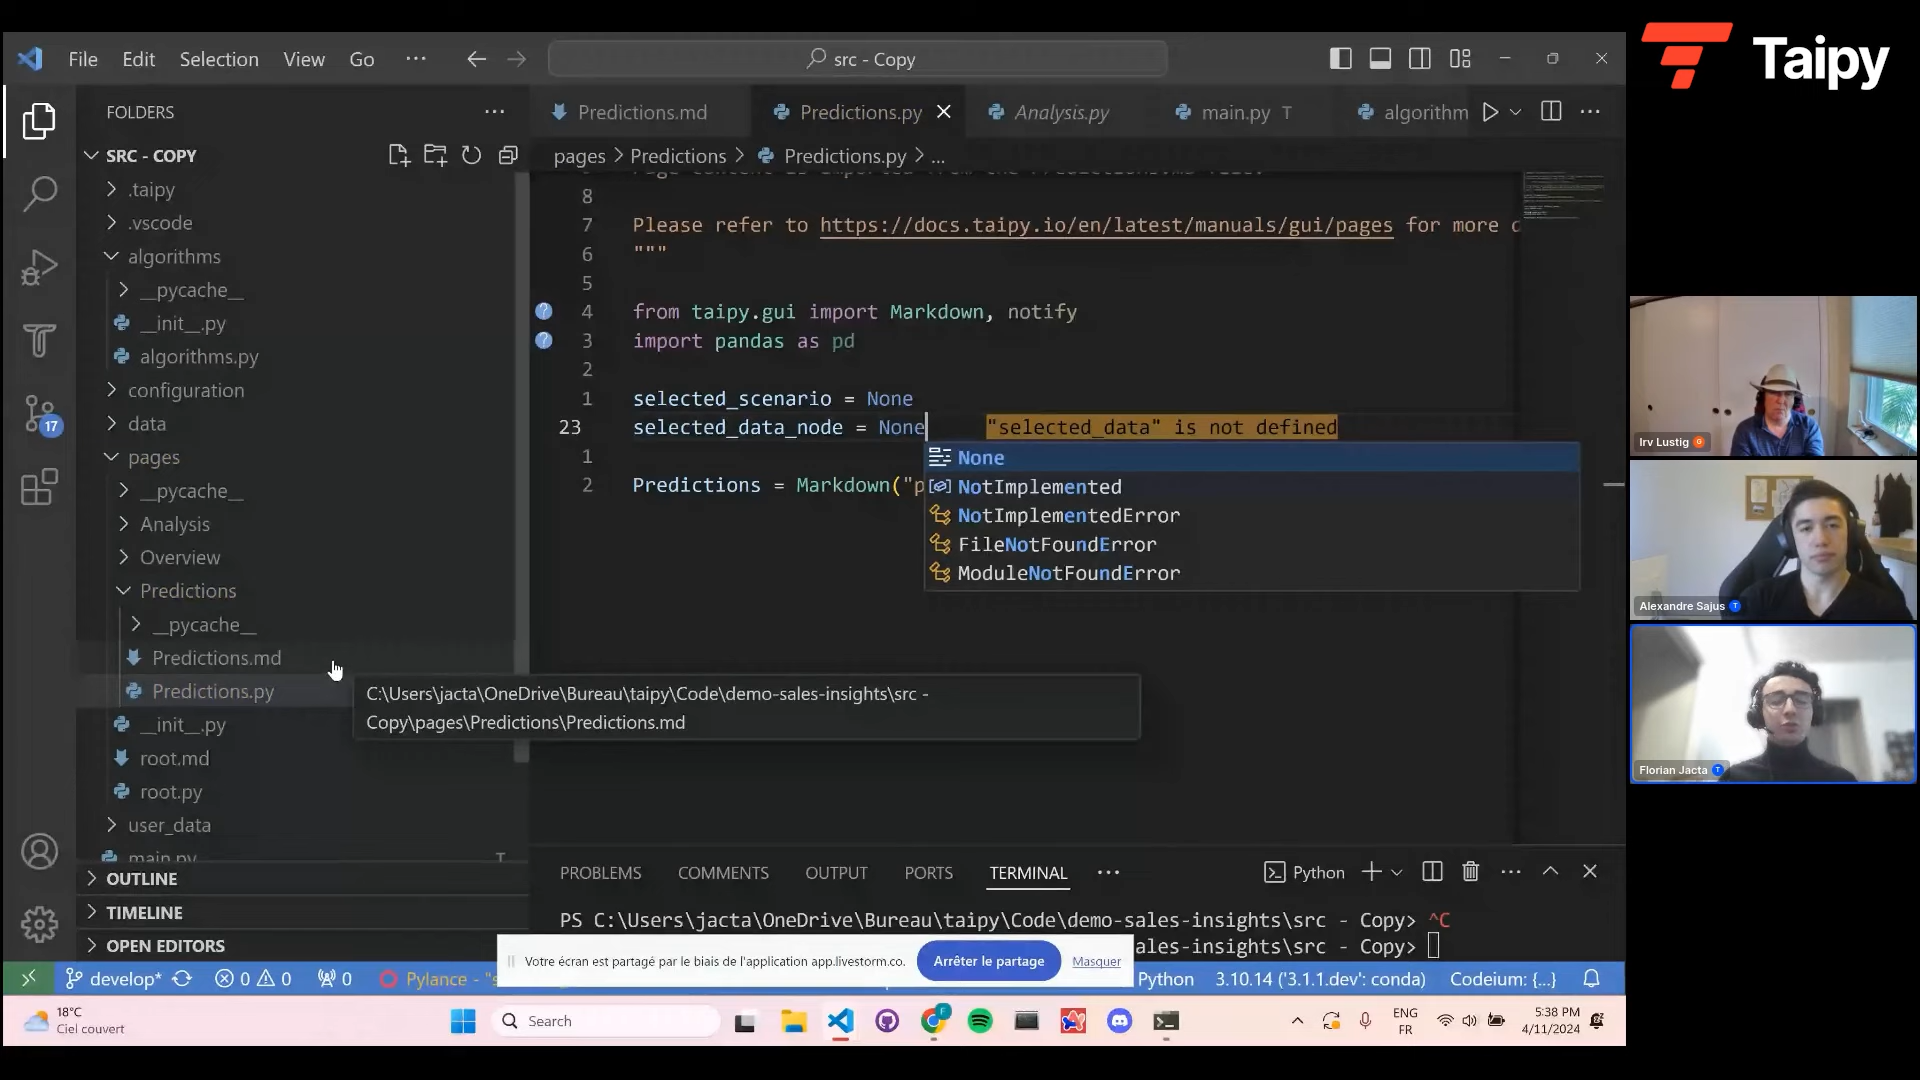 Taipy
File Edit Selection View Go ··· src - Copy
FOLDERS
SRC - COPY
.taipy
.vscode
algorithms
__pycache__
__init__.py
algorithms.py
configuration
data
pages
__pycache__
Analysis
Overview
Predictions
__pycache__
Predictions.md
Predictions.py
__init__.py
root.md
root.py
user_data
main.py T
OUTLINE
TIMELINE
OPEN EDITORS
17
Predictions.md Predictions.py Analysis.py main.py T algorithm
pages > Predictions > Predictions.py > ...
8
7 Please refer to https://docs.taipy.io/en/latest/manuals/gui/pages for more
6 """
5
4 from taipy.gui import Markdown, notify
3 import pandas as pd
2
1 selected_scenario = None
23 selected_data_node = None "selected_data" is not defined
1
2 Predictions = Markdown("p
None
NotImplemented
NotImplementedError
FileNotFoundError
ModuleNotFoundError
C:\Users\jacta\OneDrive\Bureau\taipy\Code\demo-sales-insights\src -
Copy\pages\Predictions\Predictions.md
PROBLEMS COMMENTS OUTPUT PORTS TERMINAL ··· Python
PS C:\Users\jacta\OneDrive\Bureau\taipy\Code\demo-sales-insights\src - Copy> ^C
ales-insights\src - Copy>
Votre écran est partagé par le biais de l'application app.livestorm.co. Arrêter le partage Masquer
develop* 0 0 0 Pylance - "s Python 3.10.14 ('3.1.1.dev': conda) Codeium: {...}
18°C
Ciel couvert
Search
ENG
FR
5:38 PM
4/11/2024
Irv Lustig
Alexandre Sajus
Florian Jacta